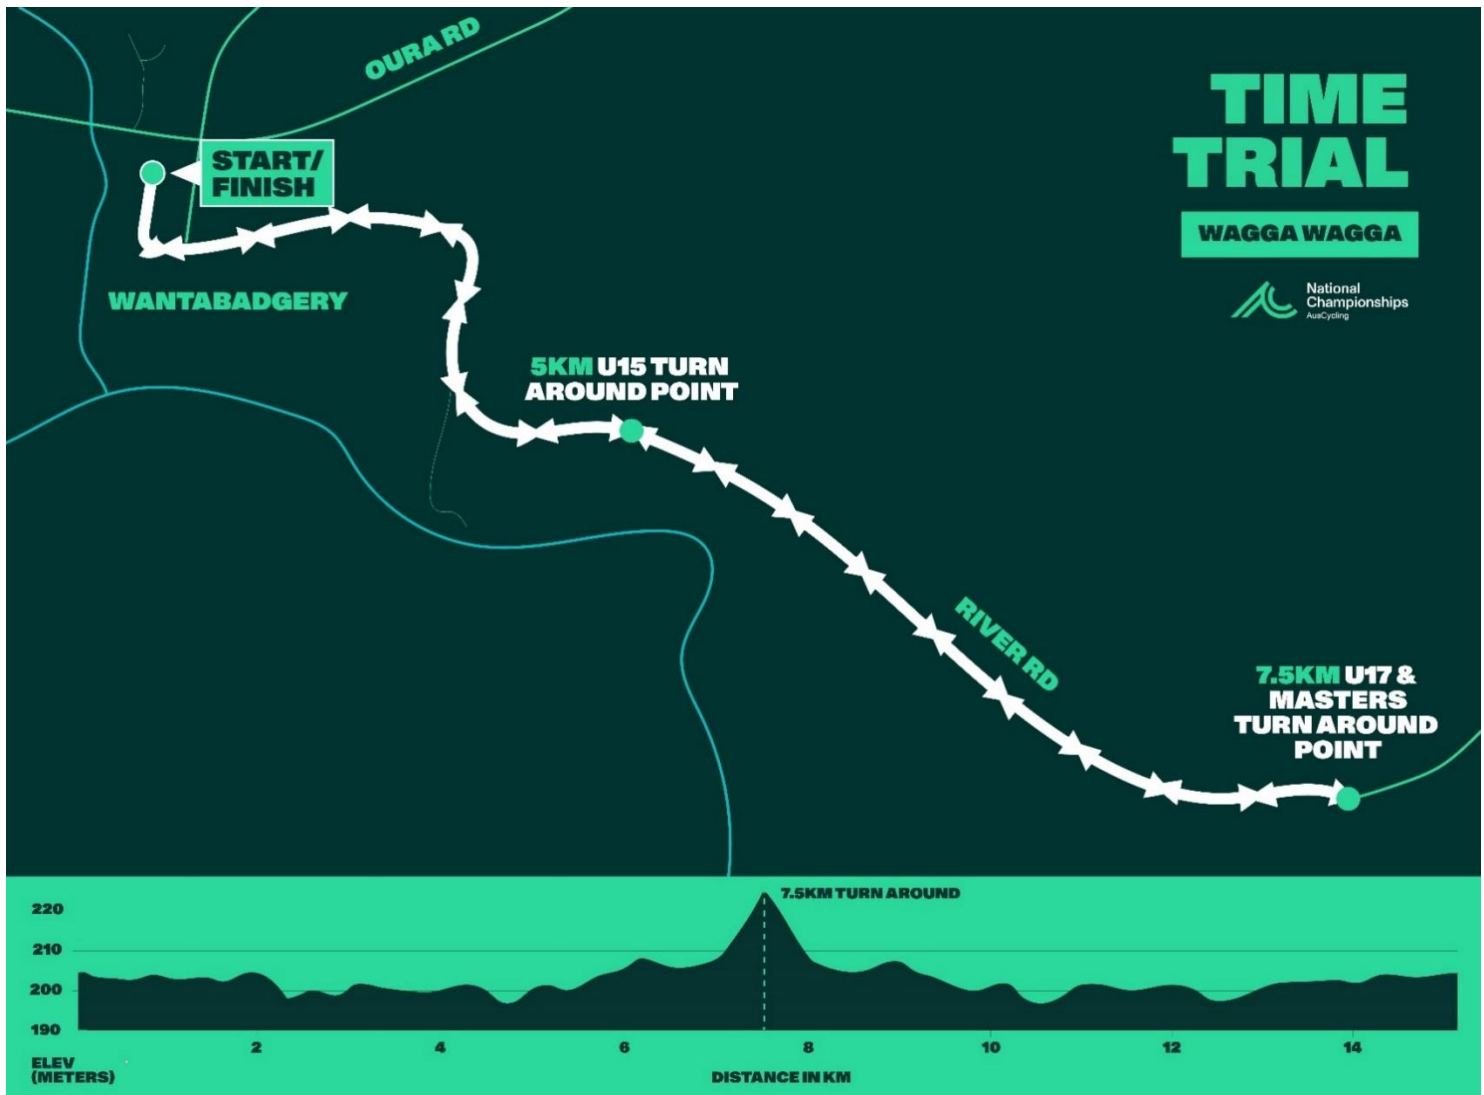 OURA RD
TIME
TRIAL
WAGGA WAGGA
National
Championships
AusCycling
START/
FINISH
WANTABADGERY
5KM U15 TURN
AROUND POINT
RIVER RD
7.5KM U17 &
MASTERS
TURN AROUND
POINT
7.5KM TURN AROUND
220
210
200
190
2 4 6 8 10 12 14
ELEV
(METERS)
DISTANCE IN KM